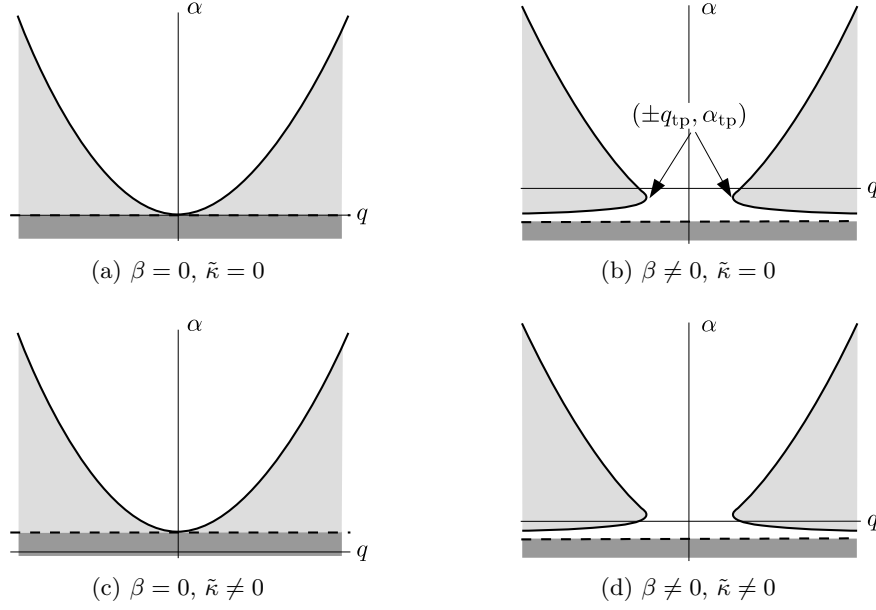 α
α
(±q_tp, α_tp)
q
q
(a) β = 0, κ̃ = 0
(b) β ≠ 0, κ̃ = 0
α
α
q
q
(c) β = 0, κ̃ ≠ 0
(d) β ≠ 0, κ̃ ≠ 0